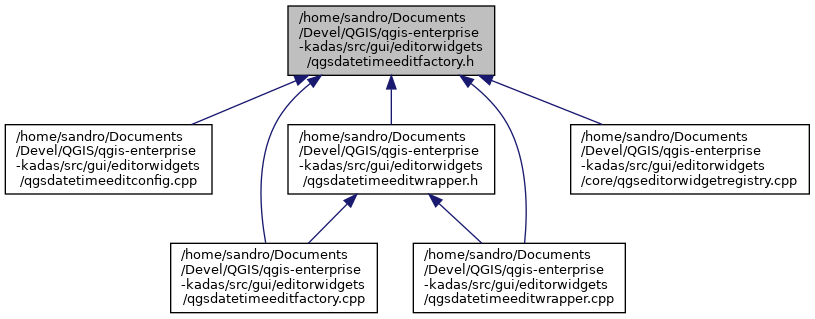 /home/sandro/Documents
/Devel/QGIS/qgis-enterprise
-kadas/src/gui/editorwidgets
/qgsdatetimeeditfactory.h
/home/sandro/Documents
/Devel/QGIS/qgis-enterprise
-kadas/src/gui/editorwidgets
/qgsdatetimeeditconfig.cpp
/home/sandro/Documents
/Devel/QGIS/qgis-enterprise
-kadas/src/gui/editorwidgets
/qgsdatetimeeditwrapper.h
/home/sandro/Documents
/Devel/QGIS/qgis-enterprise
-kadas/src/gui/editorwidgets
/core/qgseditorwidgetregistry.cpp
/home/sandro/Documents
/Devel/QGIS/qgis-enterprise
-kadas/src/gui/editorwidgets
/qgsdatetimeeditfactory.cpp
/home/sandro/Documents
/Devel/QGIS/qgis-enterprise
-kadas/src/gui/editorwidgets
/qgsdatetimeeditwrapper.cpp